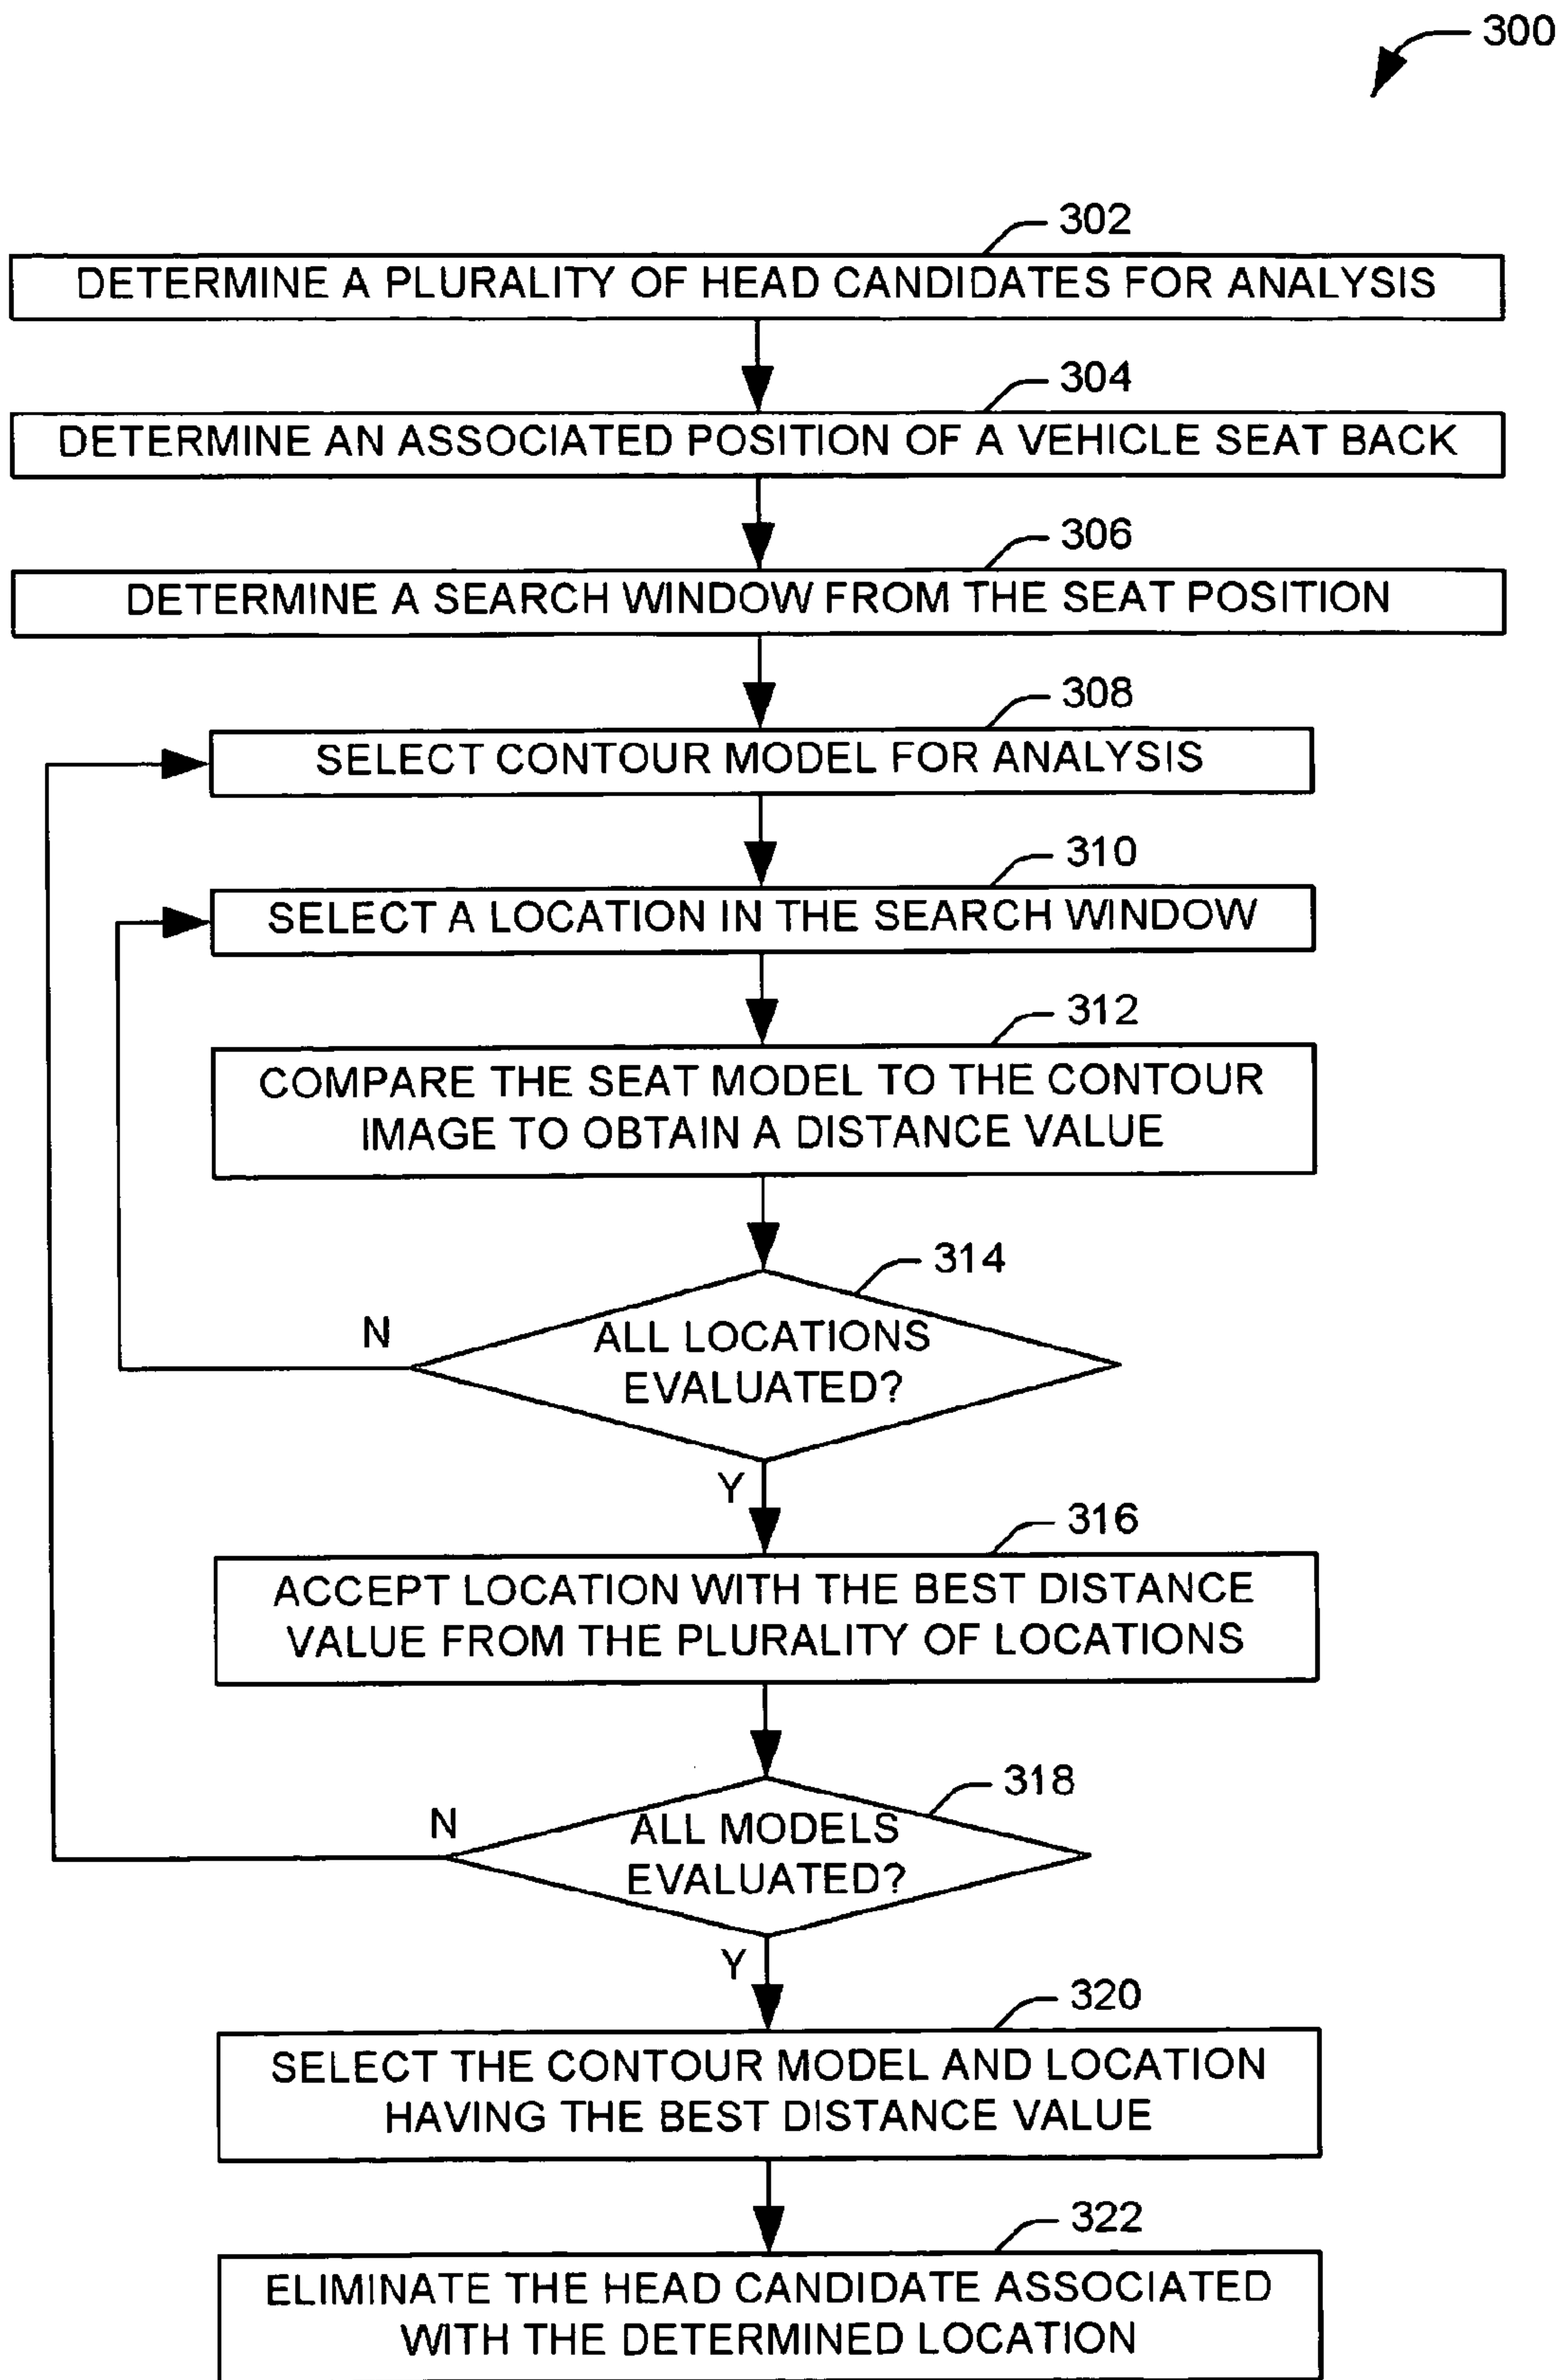 300
302
DETERMINE A PLURALITY OF HEAD CANDIDATES FOR ANALYSIS
304
DETERMINE AN ASSOCIATED POSITION OF A VEHICLE SEAT BACK
306
DETERMINE A SEARCH WINDOW FROM THE SEAT POSITION
308
SELECT CONTOUR MODEL FOR ANALYSIS
310
SELECT A LOCATION IN THE SEARCH WINDOW
312
COMPARE THE SEAT MODEL TO THE CONTOUR
IMAGE TO OBTAIN A DISTANCE VALUE
314
N
ALL LOCATIONS
EVALUATED?
Y
316
ACCEPT LOCATION WITH THE BEST DISTANCE
VALUE FROM THE PLURALITY OF LOCATIONS
318
N
ALL MODELS
EVALUATED?
Y
320
SELECT THE CONTOUR MODEL AND LOCATION
HAVING THE BEST DISTANCE VALUE
322
ELIMINATE THE HEAD CANDIDATE ASSOCIATED
WITH THE DETERMINED LOCATION